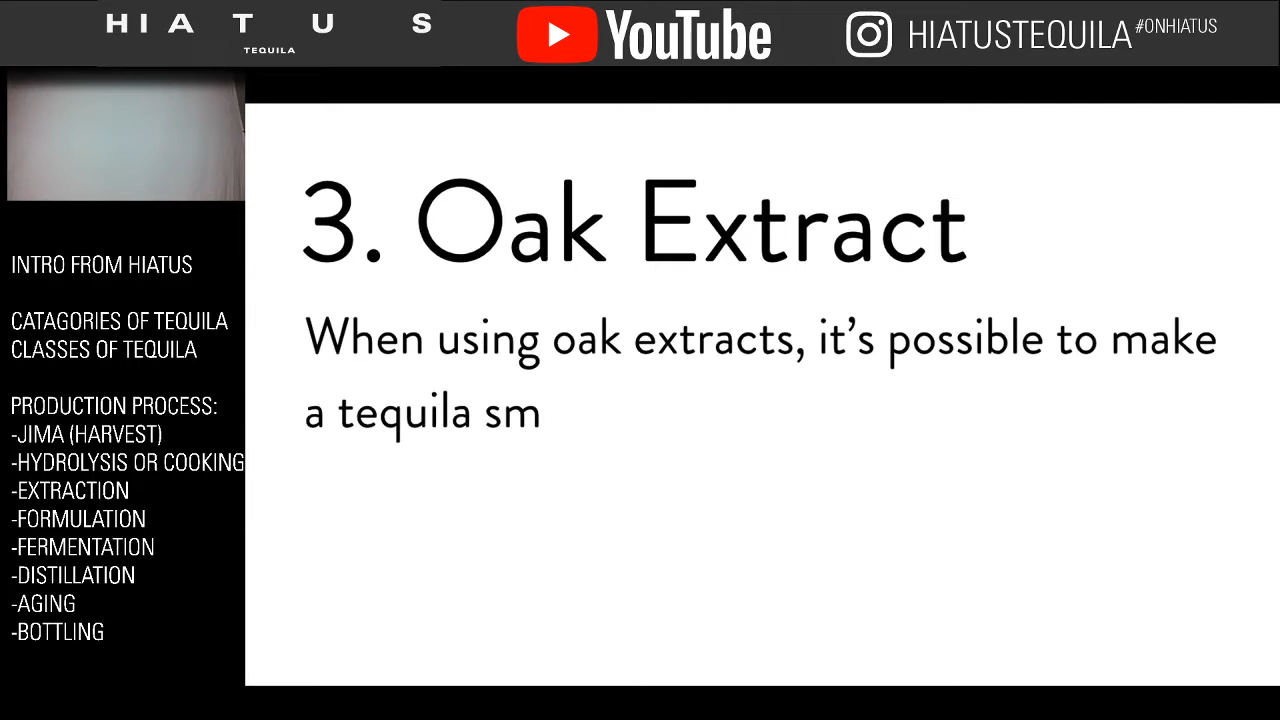 HIATUS
TEQUILA
YouTube
HIATUSTEQUILA #ONHIATUS
INTRO FROM HIATUS
CATAGORIES OF TEQUILA
CLASSES OF TEQUILA
PRODUCTION PROCESS:
-JIMA (HARVEST)
-HYDROLYSIS OR COOKING
-EXTRACTION
-FORMULATION
-FERMENTATION
-DISTILLATION
-AGING
-BOTTLING
3. Oak Extract
When using oak extracts, it’s possible to make
a tequila sm